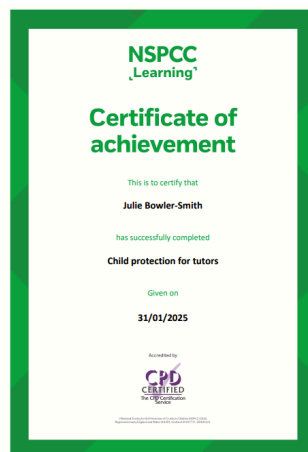 NSPCC
Learning
Certificate of
achievement
This is to certify that
Julie Bowler-Smith
has successfully completed
Child protection for tutors
Given on
31/01/2025
Accredited by
CPD
CERTIFIED
The CPD Certification
Service